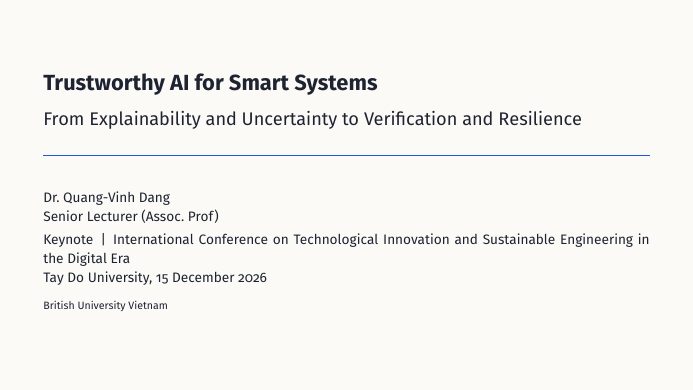 Trustworthy AI for Smart Systems
From Explainability and Uncertainty to Verification and Resilience
Dr. Quang-Vinh Dang
Senior Lecturer (Assoc. Prof)
Keynote | International Conference on Technological Innovation and Sustainable Engineering in
the Digital Era
Tay Do University, 15 December 2026
British University Vietnam